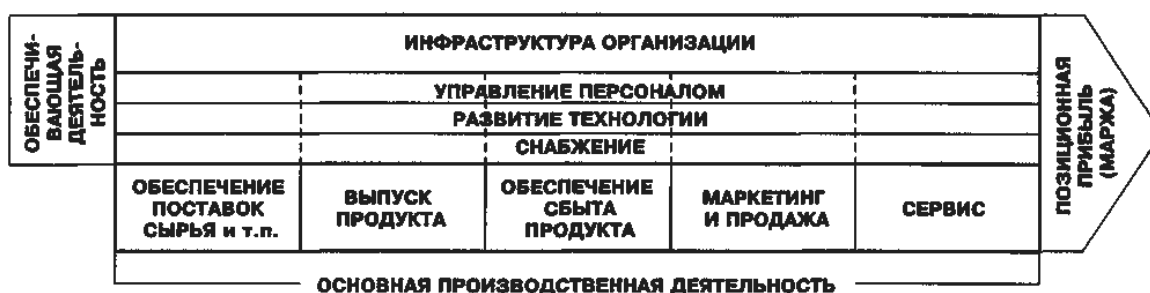 ОБЕСПЕЧИ-
ВАЮЩАЯ
ДЕЯТЕЛЬ-
НОСТЬ
ИНФРАСТРУКТУРА ОРГАНИЗАЦИИ
УПРАВЛЕНИЕ ПЕРСОНАЛОМ
РАЗВИТИЕ ТЕХНОЛОГИИ
СНАБЖЕНИЕ
ОБЕСПЕЧЕНИЕ
ПОСТАВОК
СЫРЬЯ и т.п.
ВЫПУСК
ПРОДУКТА
ОБЕСПЕЧЕНИЕ
СБЫТА
ПРОДУКТА
МАРКЕТИНГ
И ПРОДАЖА
СЕРВИС
ПОЗИЦИОННАЯ
ПРИБЫЛЬ
(МАРЖА)
ОСНОВНАЯ ПРОИЗВОДСТВЕННАЯ ДЕЯТЕЛЬНОСТЬ